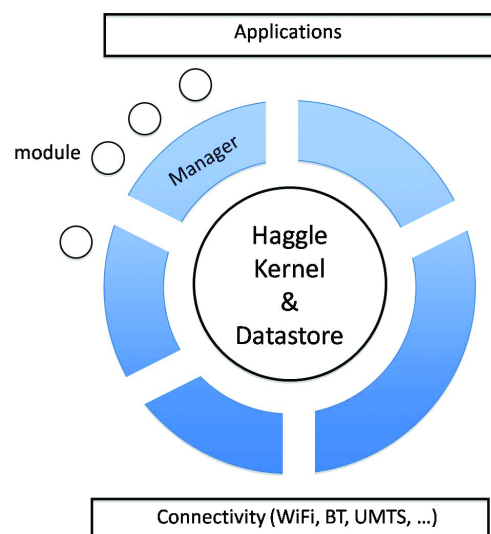 Applications
module
Manager
Haggle
Kernel
&
Datastore
Connectivity (WiFi, BT, UMTS, ...)